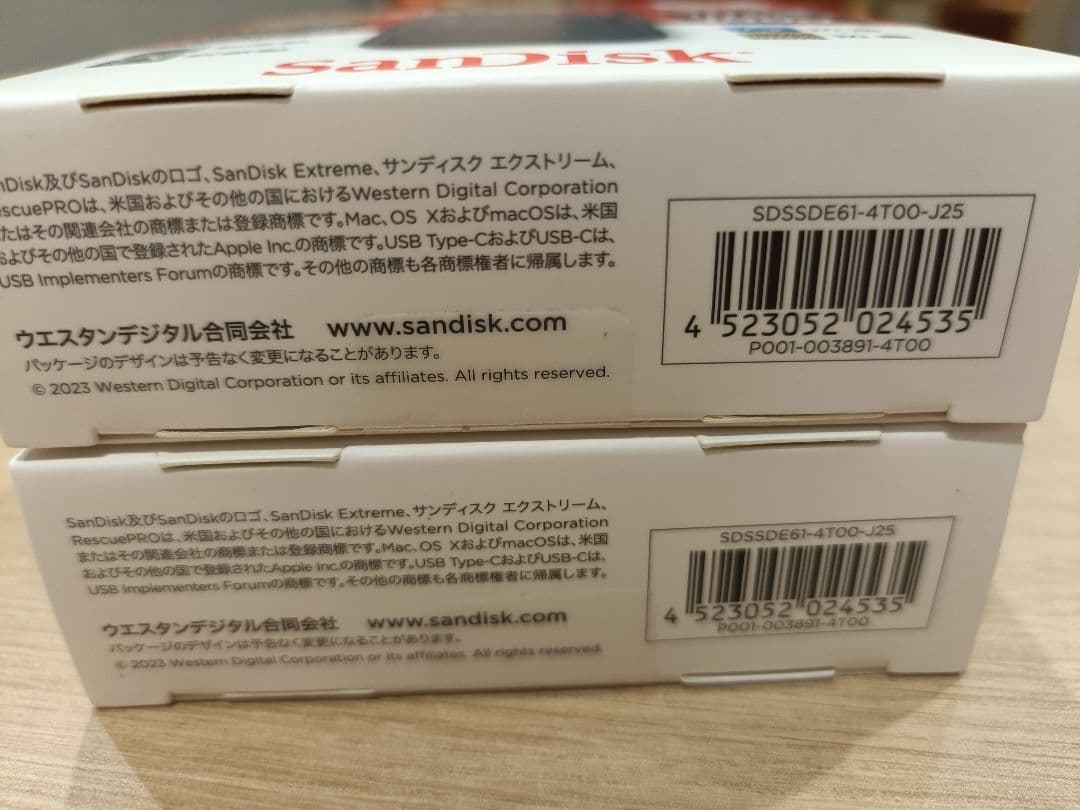 SanDisk
nDisk及びSanDiskのロゴ、SanDisk Extreme、サンディスク エクストリーム、
escuePROは、米国およびその他の国におけるWestern Digital Corporation
たはその関連会社の商標または登録商標です。Mac、OS XおよびmacOSは、米国
およびその他の国で登録されたApple Inc.の商標です。USB Type-CおよびUSB-Cは、
USB Implementers Forumの商標です。その他の商標も各商標権者に帰属します。
ウエスタンデジタル合同会社 www.sandisk.com
パッケージのデザインは予告なく変更になることがあります。
© 2023 Western Digital Corporation or its affiliates. All rights reserved.
SDSSDE61-4T00-J25
4 523052 024535
P001-003891-4T00
SanDisk及びSanDiskのロゴ、SanDisk Extreme、サンディスク エクストリーム、
RescuePROは、米国およびその他の国におけるWestern Digital Corporation
またはその関連会社の商標または登録商標です。Mac、OS XおよびmacOSは、米国
およびその他の国で登録されたApple Inc.の商標です。USB Type-CおよびUSB-Cは、
USB Implementers Forumの商標です。その他の商標も各商標権者に帰属します。
ウエスタンデジタル合同会社 www.sandisk.com
パッケージのデザインは予告なく変更になることがあります。
© 2023 Western Digital Corporation or its affiliates. All rights reserved.
SDSSDE61-4T00-J25
4 523052 024535
P001-003891-4T00